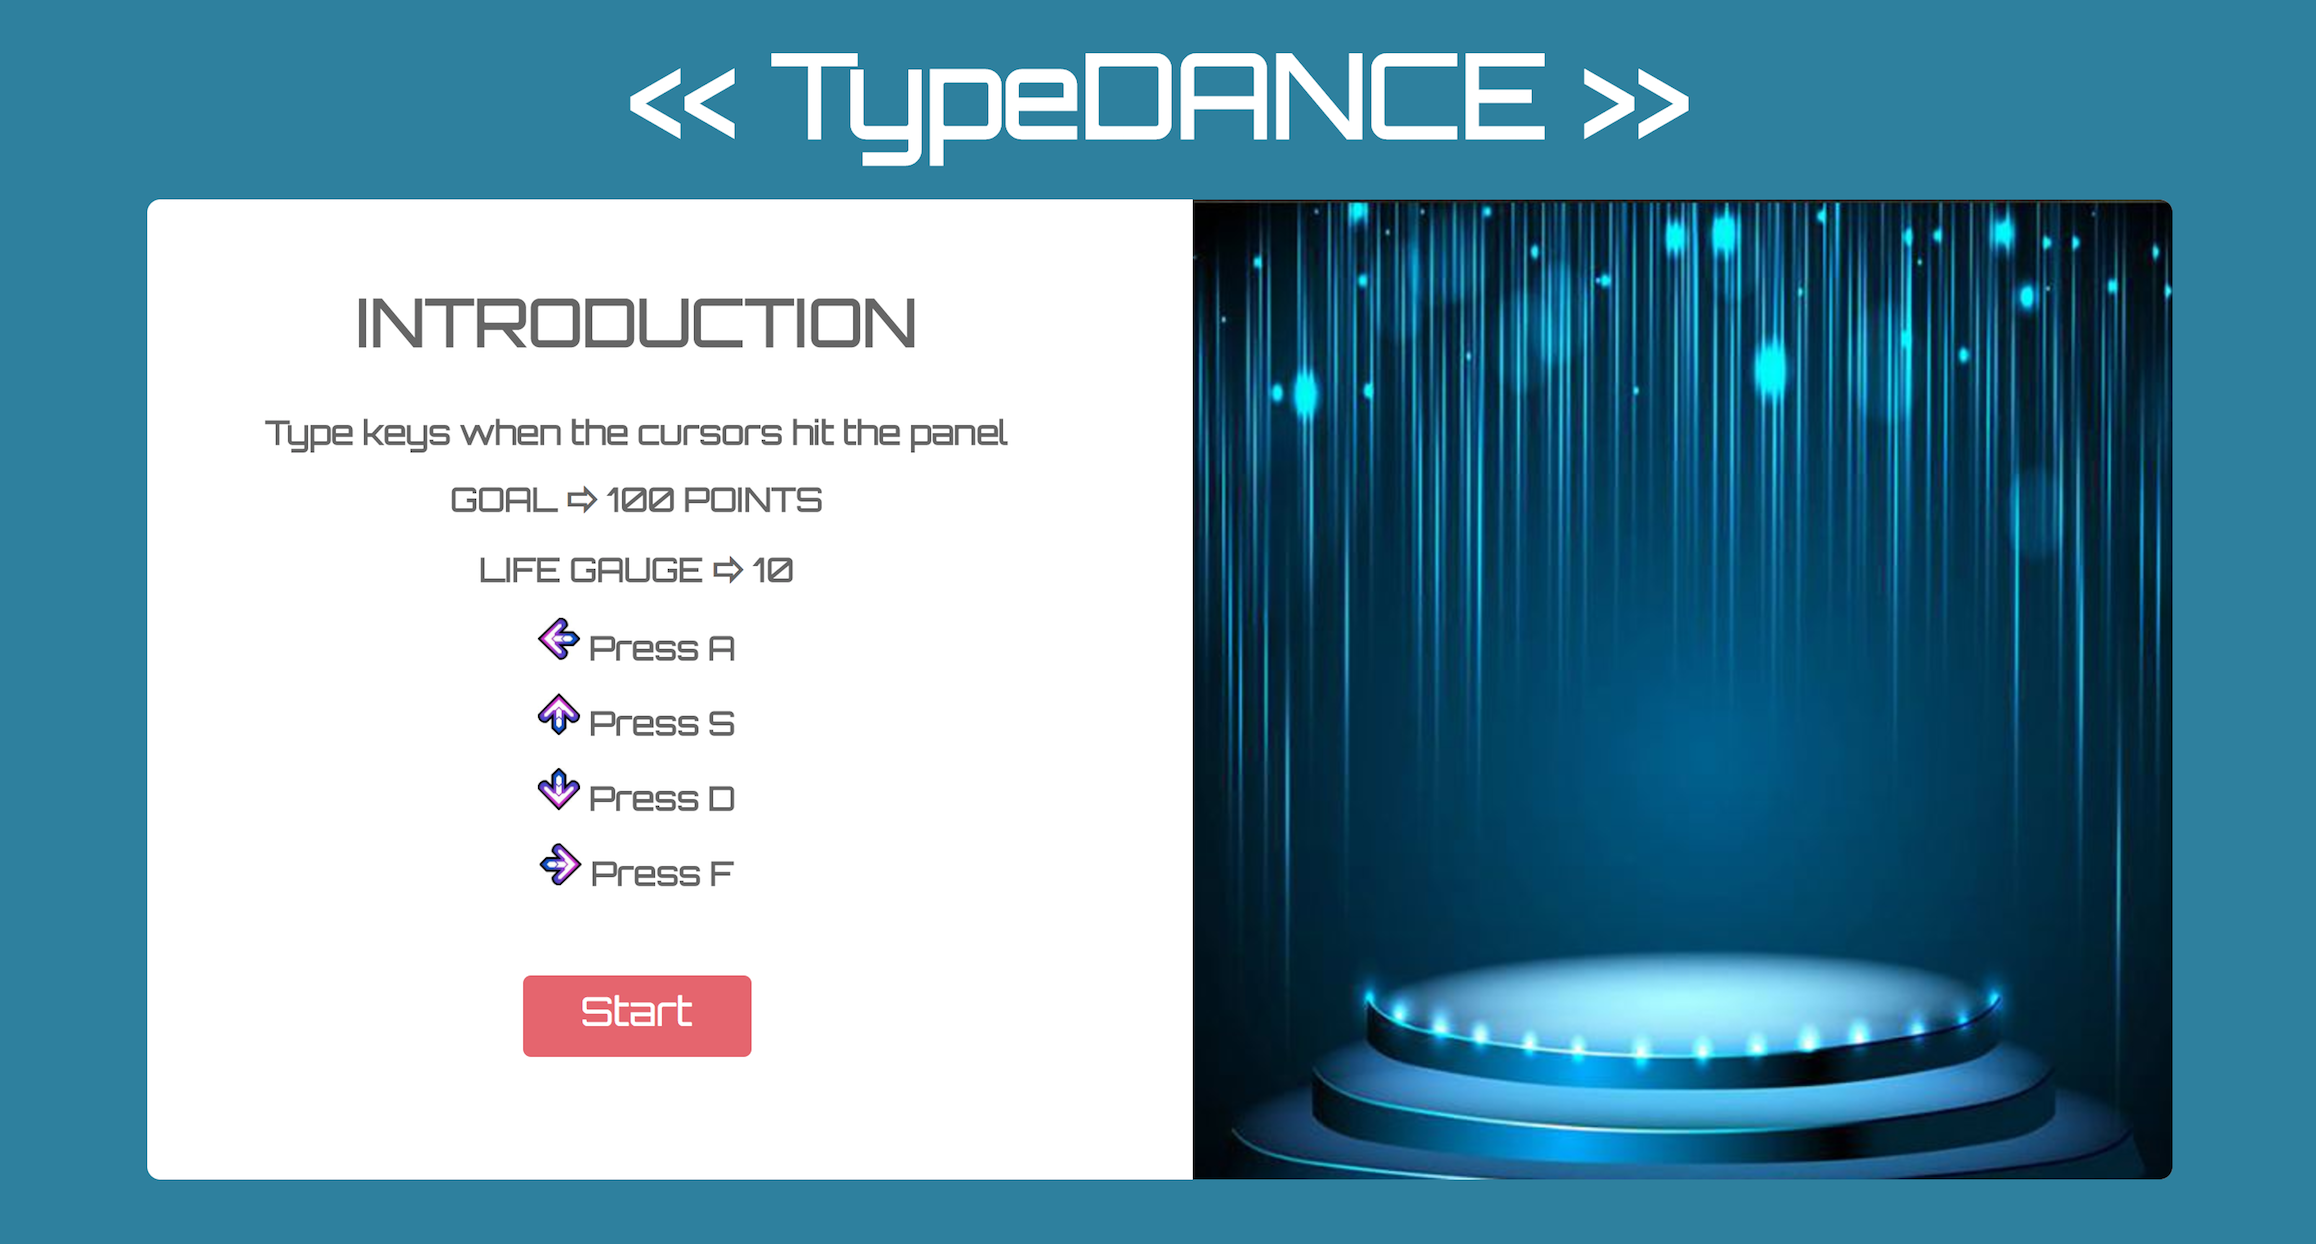 << TypeDANCE >>
INTRODUCTION
Type keys when the cursors hit the panel
GOAL ⇨ 100 POINTS
LIFE GAUGE ⇨ 10
Press A
Press S
Press D
Press F
Start